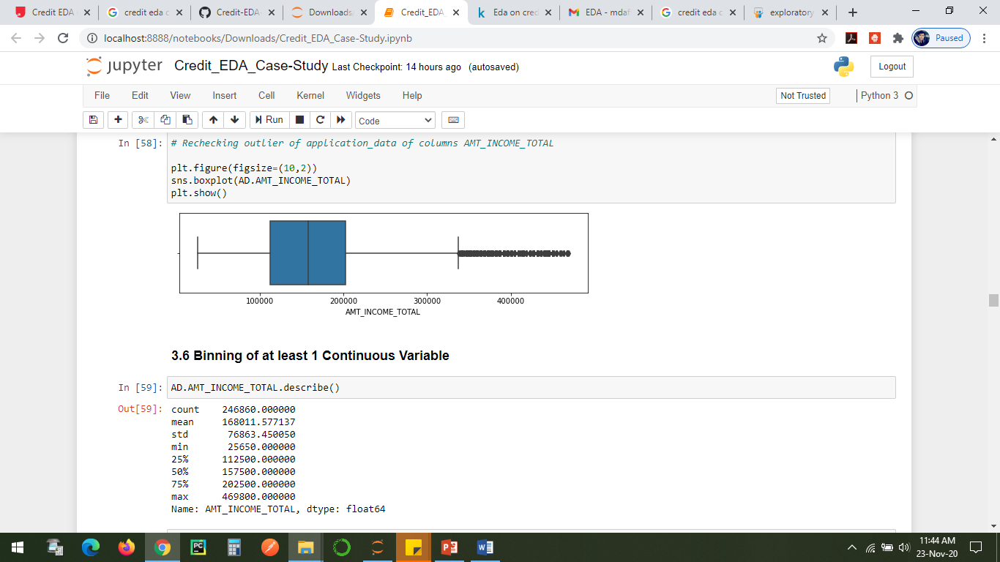 Credit EDA
credit eda c
Credit-EDA
Downloads
Credit_EDA
Eda on cred
EDA - mdaf
credit eda c
exploratory
localhost:8888/notebooks/Downloads/Credit_EDA_Case-Study.ipynb
Paused
jupyter Credit_EDA_Case-Study Last Checkpoint: 14 hours ago (autosaved)
Logout
File Edit View Insert Cell Kernel Widgets Help
Not Trusted
Python 3
Run
Code
In [58]: # Rechecking outlier of application_data of columns AMT_INCOME_TOTAL
plt.figure(figsize=(10,2))
sns.boxplot(AD.AMT_INCOME_TOTAL)
plt.show()
100000 200000 300000 400000
AMT_INCOME_TOTAL
3.6 Binning of at least 1 Continuous Variable
In [59]: AD.AMT_INCOME_TOTAL.describe()
Out[59]: count 246860.000000
mean 168011.577137
std 76863.450050
min 25650.000000
25% 112500.000000
50% 157500.000000
75% 202500.000000
max 469800.000000
Name: AMT_INCOME_TOTAL, dtype: float64
11:44 AM
23-Nov-20